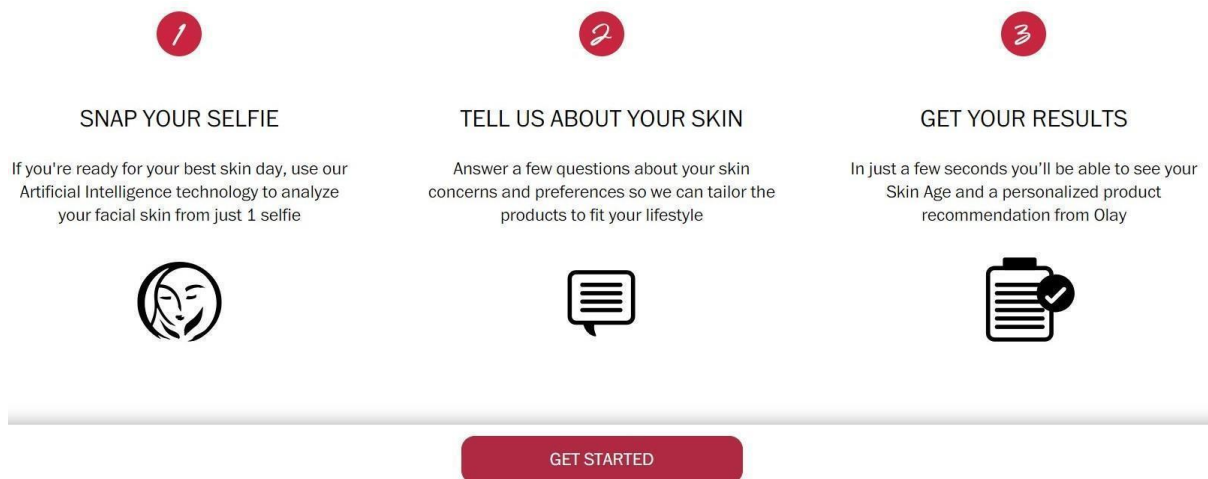 1
SNAP YOUR SELFIE
If you're ready for your best skin day, use our
Artificial Intelligence technology to analyze
your facial skin from just 1 selfie
2
TELL US ABOUT YOUR SKIN
Answer a few questions about your skin
concerns and preferences so we can tailor the
products to fit your lifestyle
3
GET YOUR RESULTS
In just a few seconds you’ll be able to see your
Skin Age and a personalized product
recommendation from Olay
GET STARTED